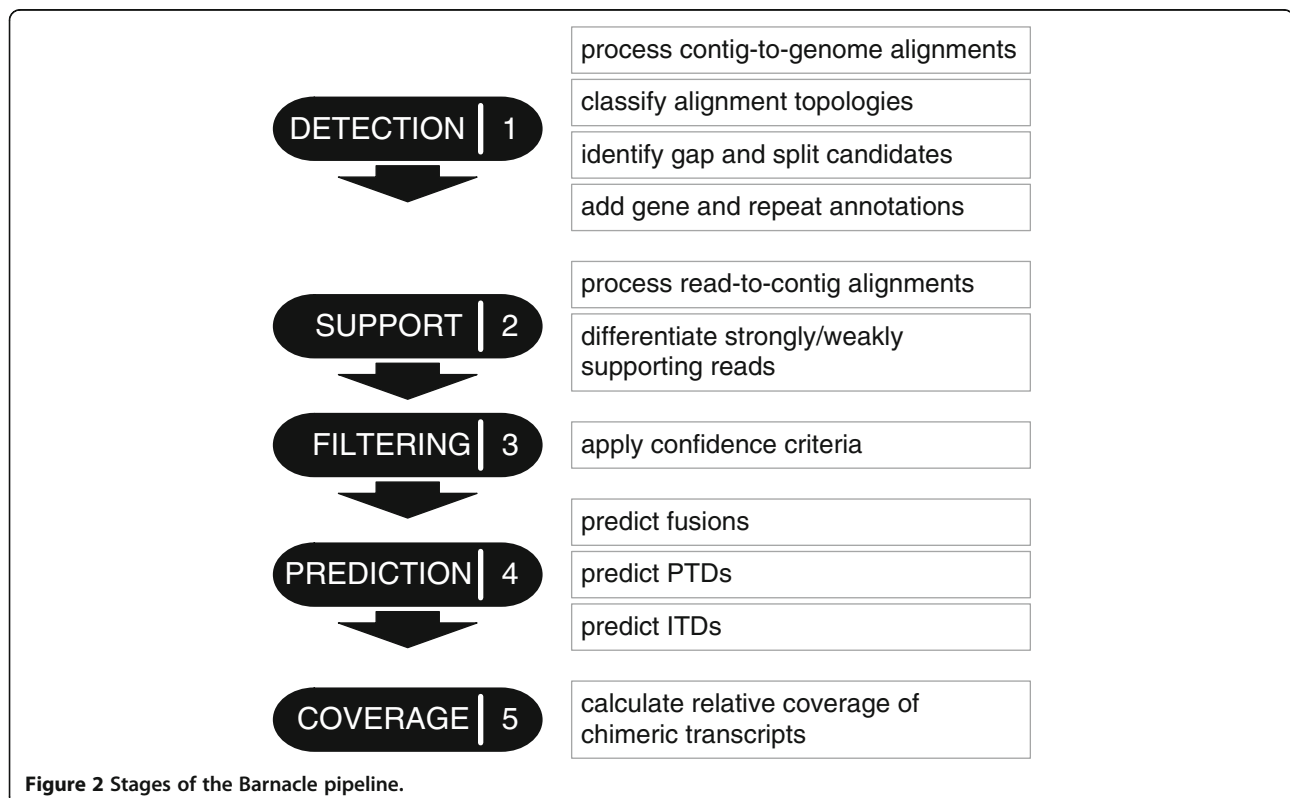 process contig-to-genome alignments
DETECTION 1
classify alignment topologies
identify gap and split candidates
add gene and repeat annotations
process read-to-contig alignments
SUPPORT 2
differentiate strongly/weakly
supporting reads
FILTERING 3
apply confidence criteria
predict fusions
PREDICTION 4
predict PTDs
predict ITDs
COVERAGE 5
calculate relative coverage of
chimeric transcripts
Figure 2 Stages of the Barnacle pipeline.